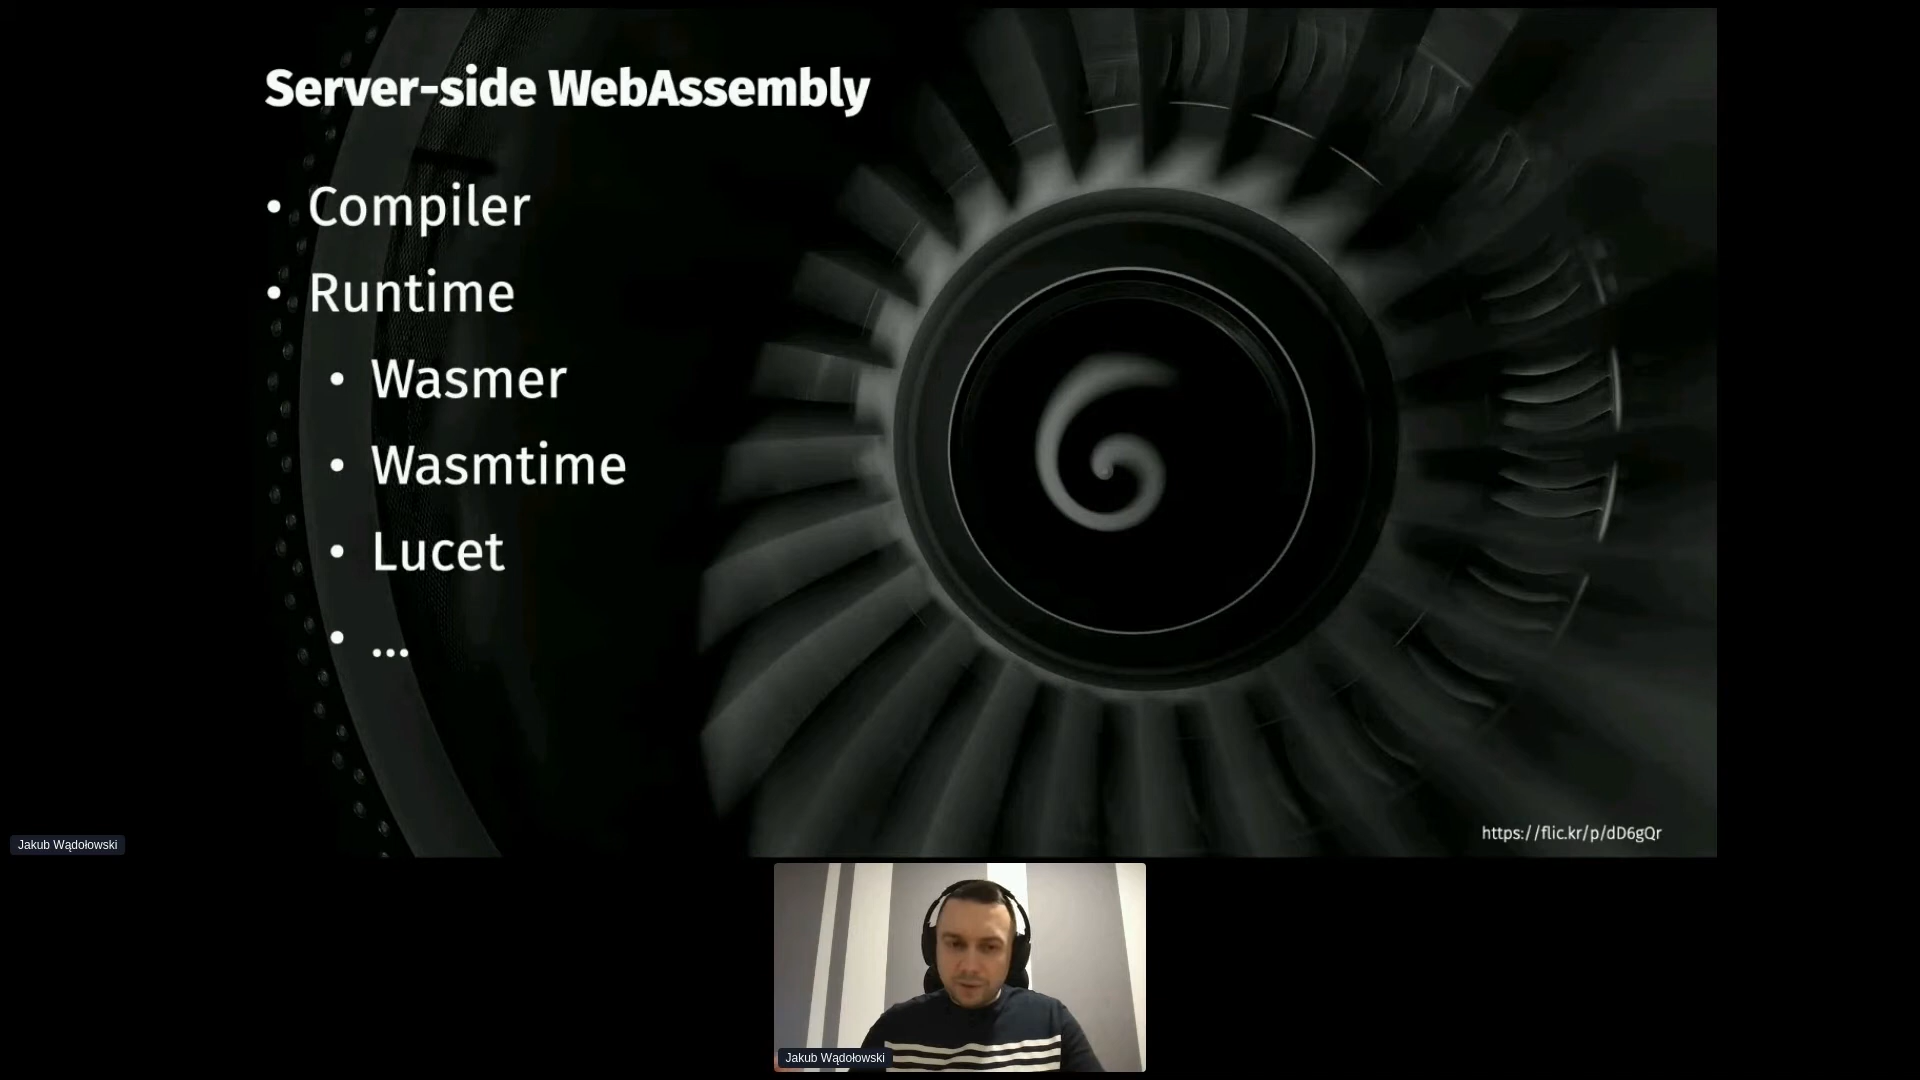 Server-side WebAssembly
• Compiler
• Runtime
• Wasmer
• Wasmtime
• Lucet
• ...
https://flic.kr/p/dD6gQr
Jakub Wądołowski
Jakub Wądołowski